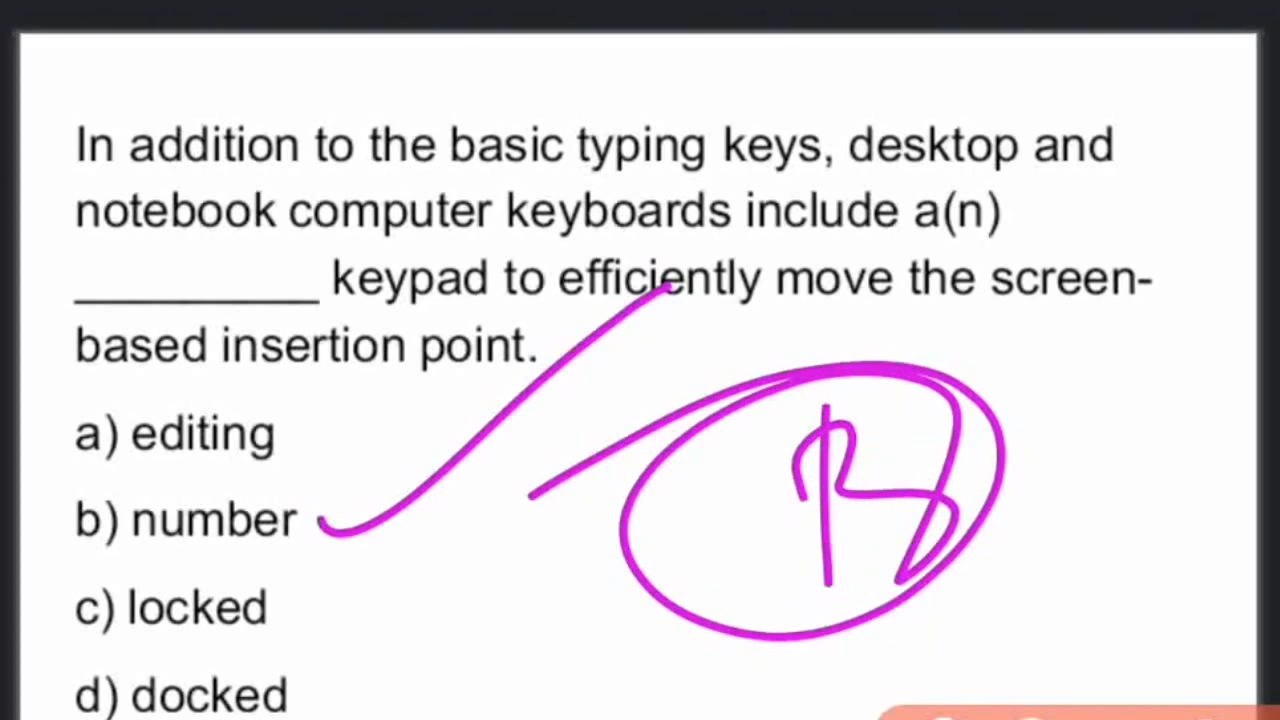 In addition to the basic typing keys, desktop and
notebook computer keyboards include a(n)
__________ keypad to efficiently move the screen-
based insertion point.
a) editing
b) number
c) locked
d) docked
B